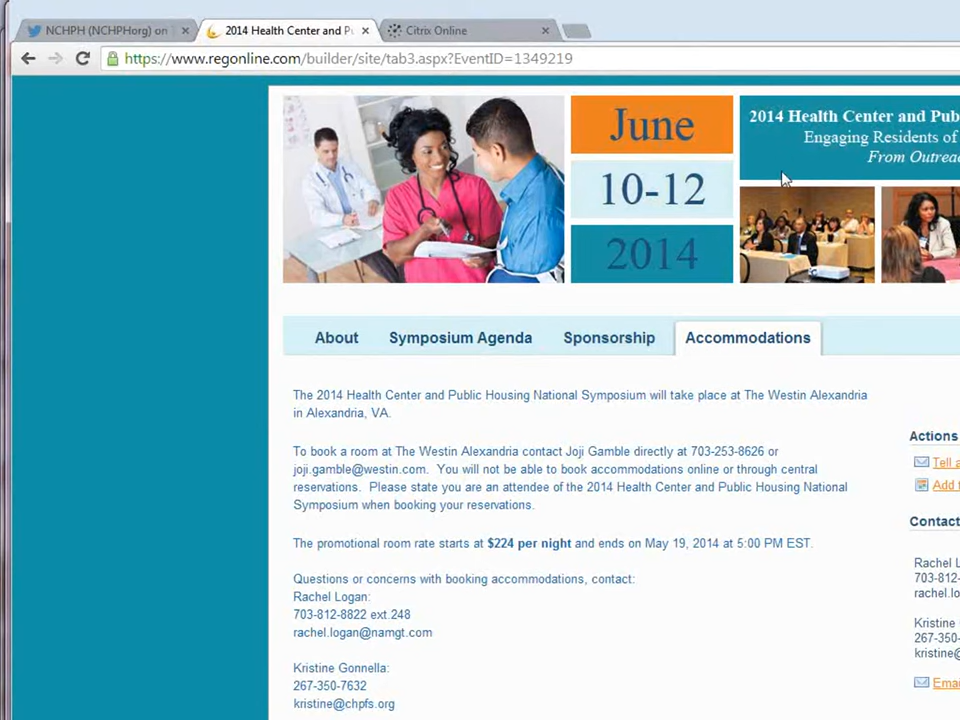 NCHPH (NCHPHorg) on
2014 Health Center and Pu
Citrix Online
https://www.regonline.com/builder/site/tab3.aspx?EventID=1349219
June
10-12
2014
2014 Health Center and Pub
Engaging Residents of
From Outreac
About
Symposium Agenda
Sponsorship
Accommodations
The 2014 Health Center and Public Housing National Symposium will take place at The Westin Alexandria
in Alexandria, VA.
To book a room at The Westin Alexandria contact Joji Gamble directly at 703-253-8626 or
joji.gamble@westin.com. You will not be able to book accommodations online or through central
reservations. Please state you are an attendee of the 2014 Health Center and Public Housing National
Symposium when booking your reservations.
The promotional room rate starts at $224 per night and ends on May 19, 2014 at 5:00 PM EST.
Questions or concerns with booking accommodations, contact:
Rachel Logan:
703-812-8822 ext.248
rachel.logan@namgt.com
Kristine Gonnella:
267-350-7632
kristine@chpfs.org
Actions
Tell a
Add t
Contact
Rachel L
703-812-
rachel.lo
Kristine
267-350-
kristine@
Emai